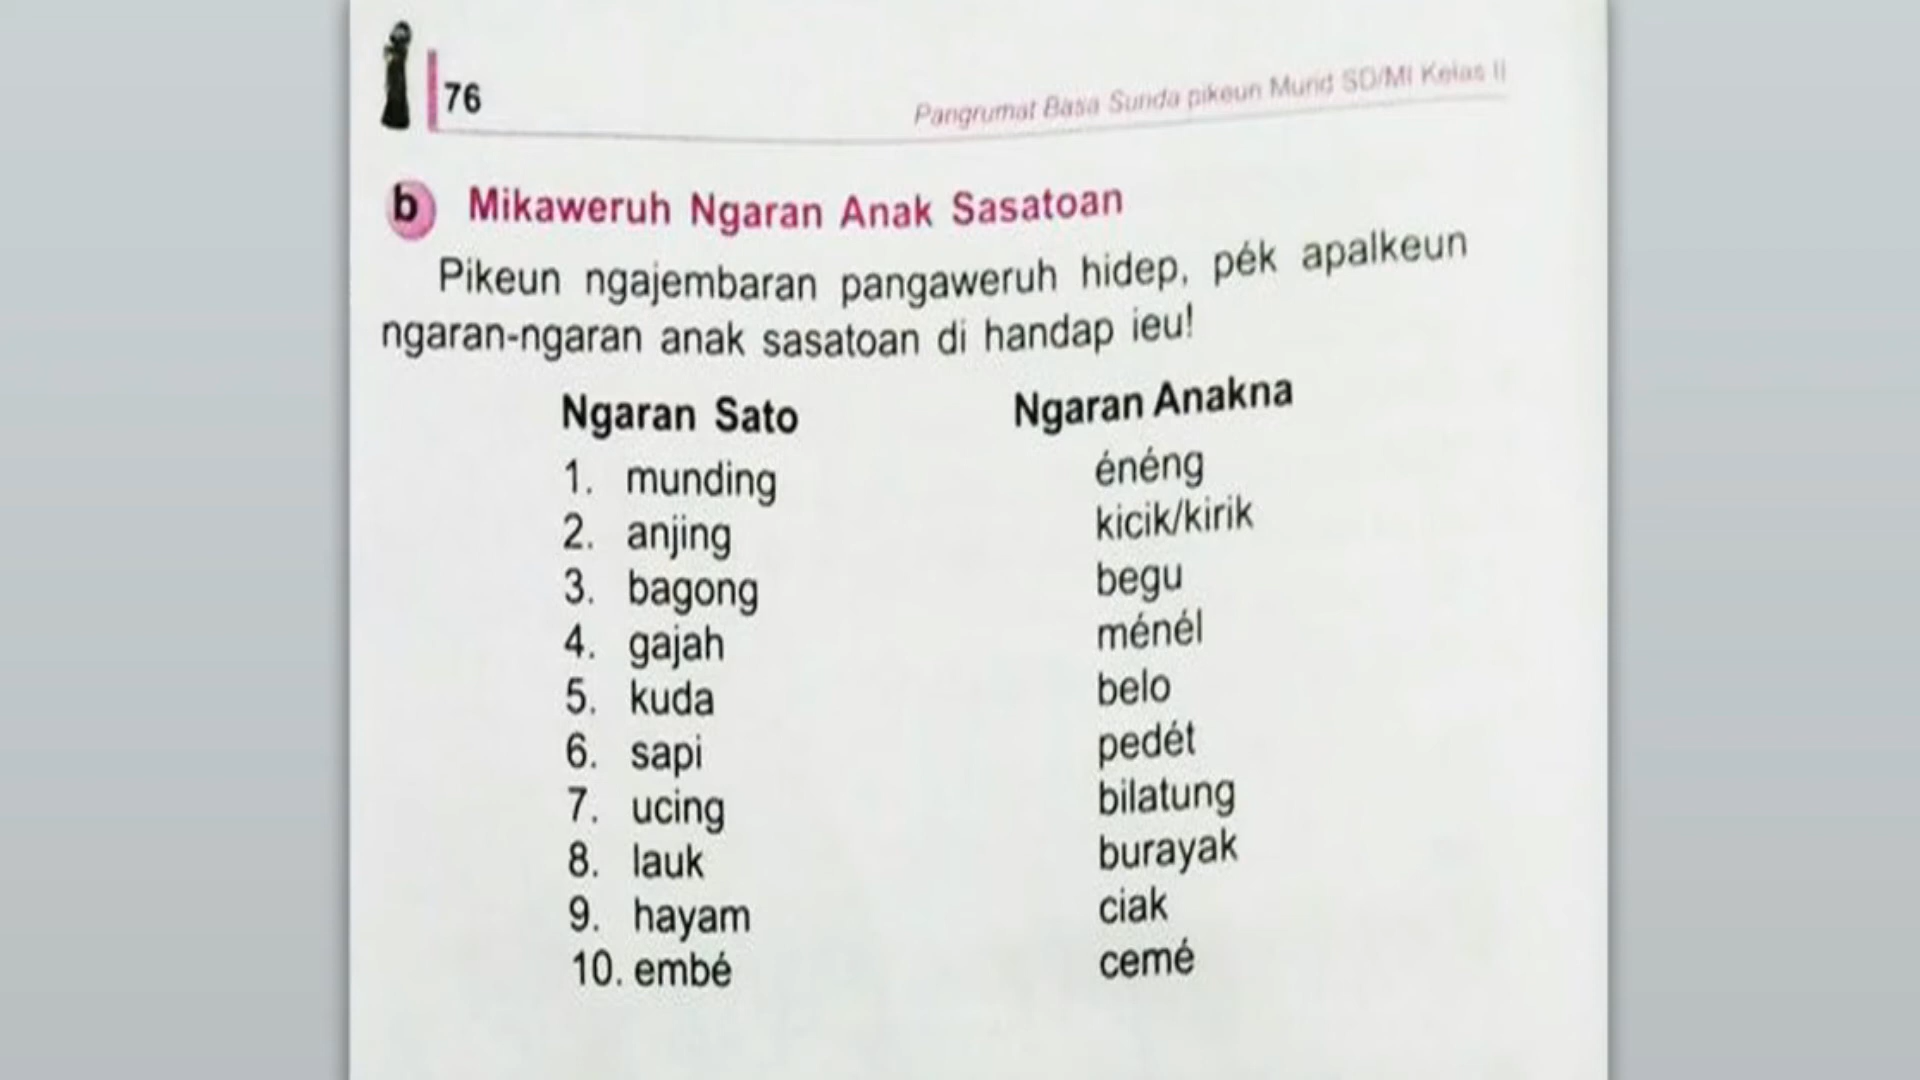 76
Pangrumat Basa Sunda pikeun Murid SD/MI Kelas II
b Mikaweruh Ngaran Anak Sasatoan
Pikeun ngajembaran pangaweruh hidep, pék apalkeun
ngaran-ngaran anak sasatoan di handap ieu!
Ngaran Sato Ngaran Anakna
1. munding énéng
2. anjing kicik/kirik
3. bagong begu
4. gajah ménél
5. kuda belo
6. sapi pedét
7. ucing bilatung
8. lauk burayak
9. hayam ciak
10. embé cemé